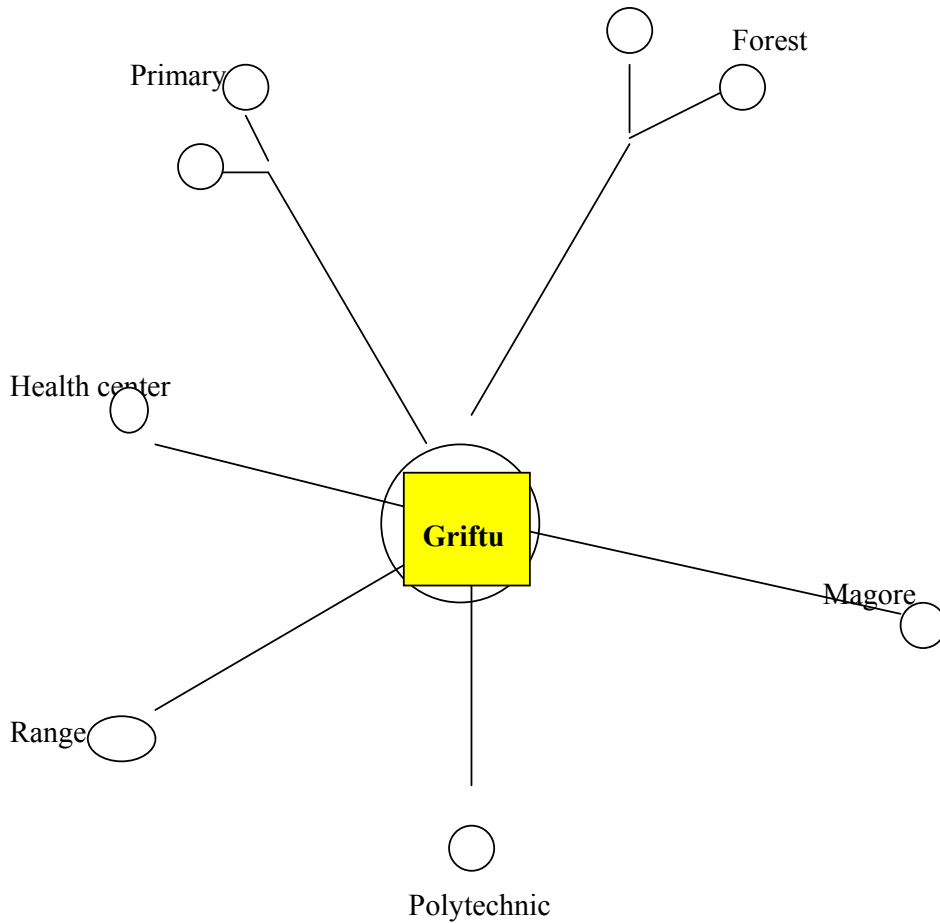 Forest
Primary
Health center
Griftu
Magore
Range
Polytechnic